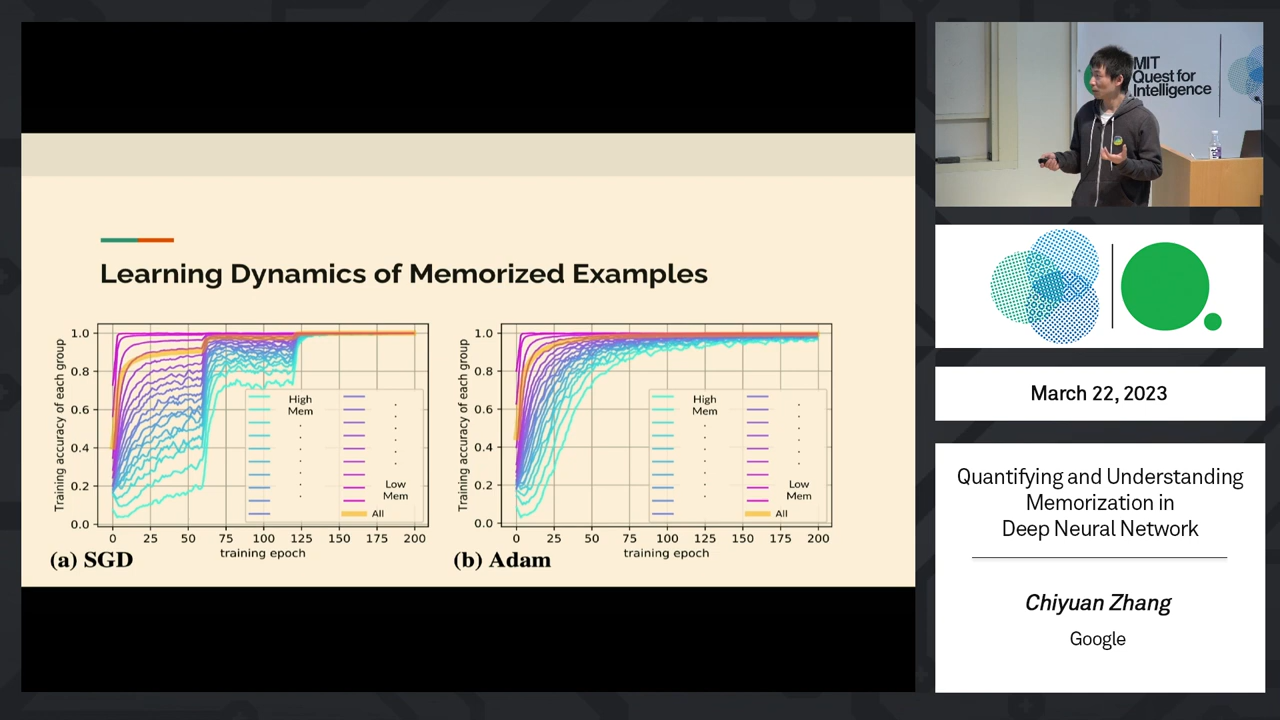 Learning Dynamics of Memorized Examples
Training accuracy of each group
1.0
0.8
0.6
0.4
0.2
0.0
High
Mem
Low
Mem
All
0 25 50 75 100 125 150 175 200
training epoch
(a) SGD
Training accuracy of each group
1.0
0.8
0.6
0.4
0.2
0.0
High
Mem
Low
Mem
All
0 25 50 75 100 125 150 175 200
training epoch
(b) Adam
MIT
Quest for
Intelligence
March 22, 2023
Quantifying and Understanding
Memorization in
Deep Neural Network
Chiyuan Zhang
Google